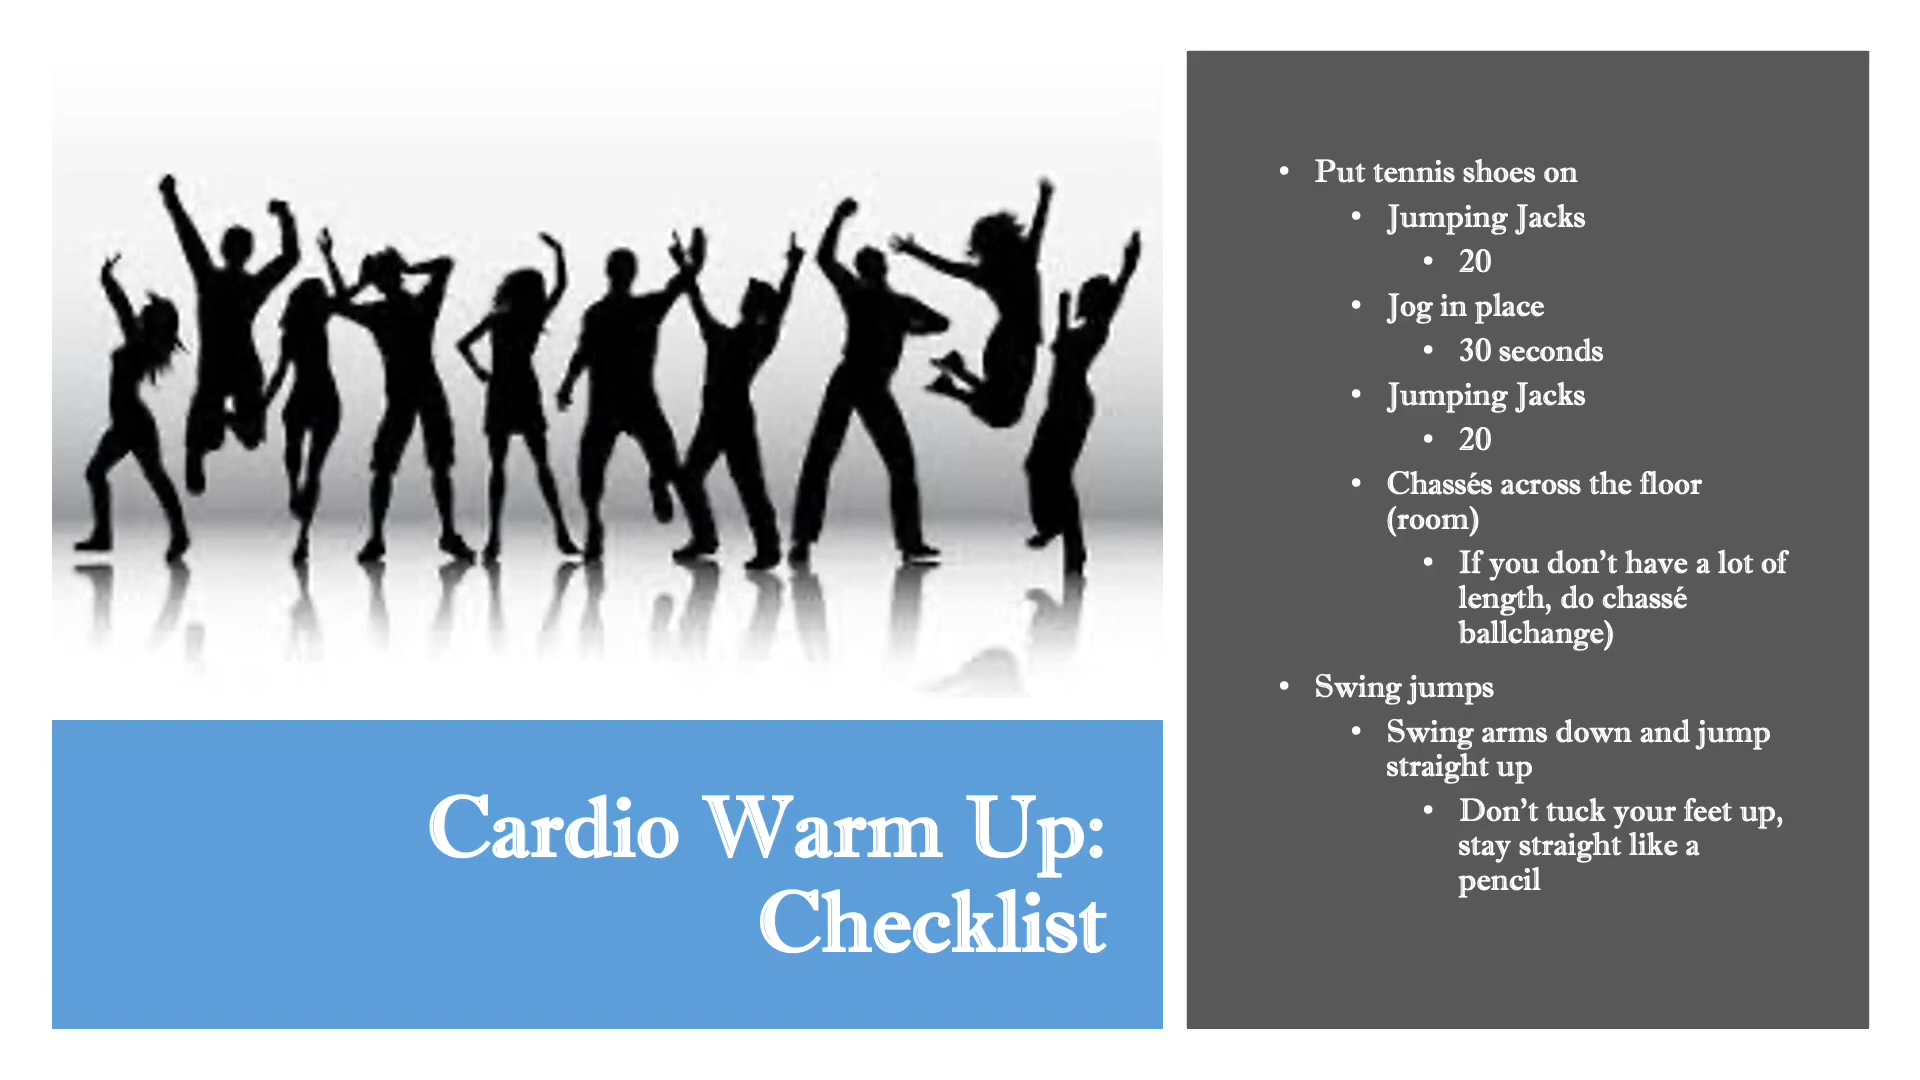 Cardio Warm Up:
Checklist
• Put tennis shoes on
• Jumping Jacks
• 20
• Jog in place
• 30 seconds
• Jumping Jacks
• 20
• Chassés across the floor
(room)
• If you don’t have a lot of
length, do chassé
ballchange)
• Swing jumps
• Swing arms down and jump
straight up
• Don’t tuck your feet up,
stay straight like a
pencil